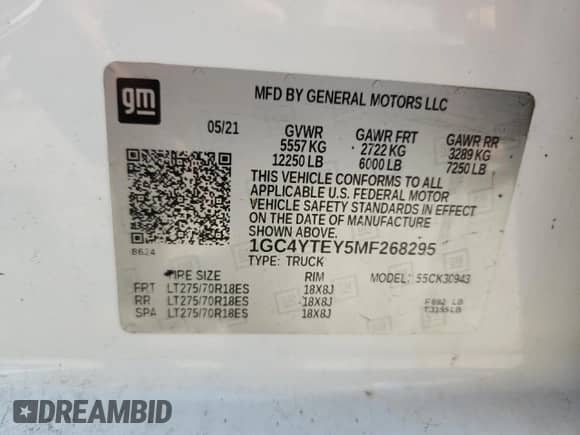 gm
MFD BY GENERAL MOTORS LLC
05/21 GVWR GAWR FRT GAWR RR
5557 KG 2722 KG 3289 KG
12250 LB 6000 LB 7250 LB
THIS VEHICLE CONFORMS TO ALL
APPLICABLE U.S. FEDERAL MOTOR
VEHICLE SAFETY STANDARDS IN EFFECT
ON THE DATE OF MANUFACTURE
SHOWN ABOVE.
8624
1GC4YTEY5MF268295
TYPE: TRUCK
TIRE SIZE RIM MODEL:
FRT LT275/70R18ES 18X8J
RR LT275/70R18ES 18X8J
SPA LT275/70R18ES 18X8J
DREAMBID